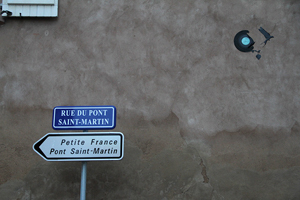 RUE DU PONT
SAINT-MARTIN
Petite France
Pont Saint-Martin